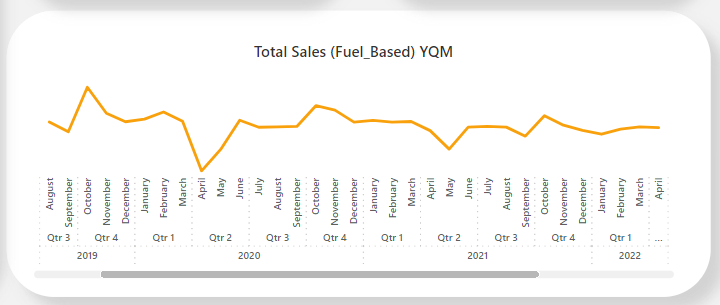 Total Sales (Fuel_Based) YQM
August September October November December January February March April May June July August September October November December January February March April May June July August September October November December January February March April
Qtr 3 Qtr 4 Qtr 1 Qtr 2 Qtr 3 Qtr 4 Qtr 1 Qtr 2 Qtr 3 Qtr 4 Qtr 1 ...
2019 2020 2021 2022